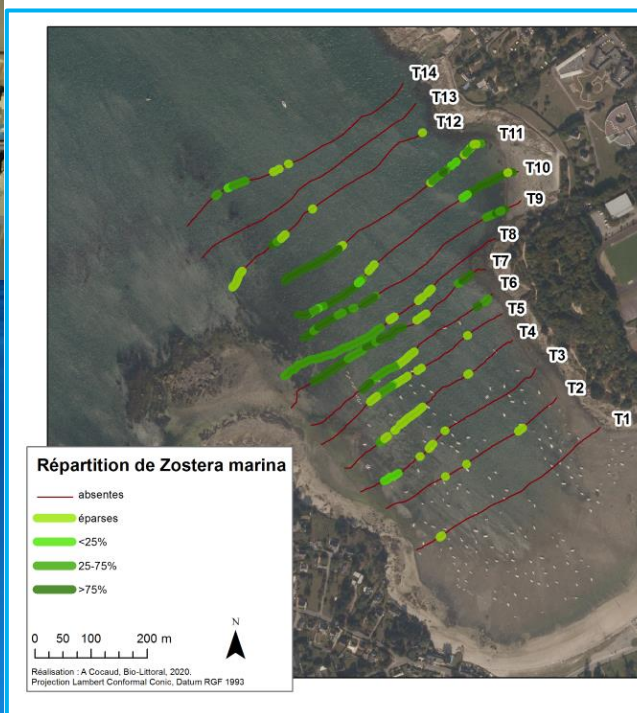 T14
T13
T12
T11
T10
T9
T8
T7
T6
T5
T4
T3
T2
T1
Répartition de Zostera marina
absentes
éparses
<25%
25-75%
>75%
N
0 50 100 200 m
Réalisation : A Cocaud, Bio-Littoral, 2020.
Projection Lambert Conformal Conic, Datum RGF 1993